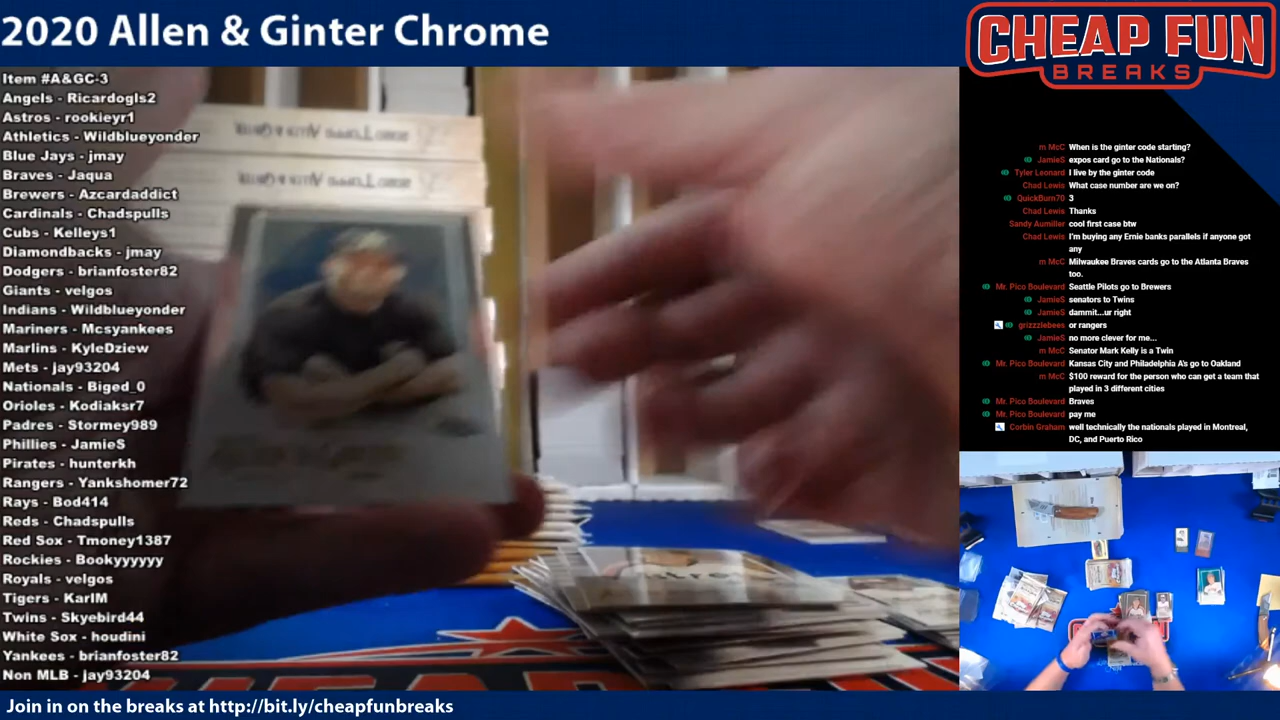 2020 Allen & Ginter Chrome
CHEAP FUN
BREAKS
Item #A&GC-3
Angels - Ricardogls2
Astros - rookieyr1
Athletics - Wildblueyonder
Blue Jays - jmay
Braves - Jaqua
Brewers - Azcardaddict
Cardinals - Chadspulls
Cubs - Kelleys1
Diamondbacks - jmay
Dodgers - brianfoster82
Giants - velgos
Indians - Wildblueyonder
Mariners - Mcsyankees
Marlins - KyleDziew
Mets - jay93204
Nationals - Biged_0
Orioles - Kodiaksr7
Padres - Stormey989
Phillies - JamieS
Pirates - hunterkh
Rangers - Yankshomer72
Rays - Bod414
Reds - Chadspulls
Red Sox - Tmoney1387
Rockies - Bookyyyyyy
Royals - velgos
Tigers - KarlM
Twins - Skyebird44
White Sox - houdini
Yankees - brianfoster82
Non MLB - jay93204
m McC When is the ginter code starting?
JamieS expos card go to the Nationals?
Tyler Leonard I live by the ginter code
Chad Lewis What case number are we on?
QuickBurn70 3
Chad Lewis Thanks
Sandy Aumiller cool first case btw
Chad Lewis I'm buying any Ernie banks parallels if anyone got
any
m McC Milwaukee Braves cards go to the Atlanta Braves
too.
Mr. Pico Boulevard Seattle Pilots go to Brewers
JamieS senators to Twins
JamieS dammit...ur right
grizzzlebees or rangers
JamieS no more clever for me...
m McC Senator Mark Kelly is a Twin
Mr. Pico Boulevard Kansas City and Philadelphia A's go to Oakland
m McC $100 reward for the person who can get a team that
played in 3 different cities
Mr. Pico Boulevard Braves
Mr. Pico Boulevard pay me
Corbin Graham well technically the nationals played in Montreal,
DC, and Puerto Rico
Join in on the breaks at http://bit.ly/cheapfunbreaks